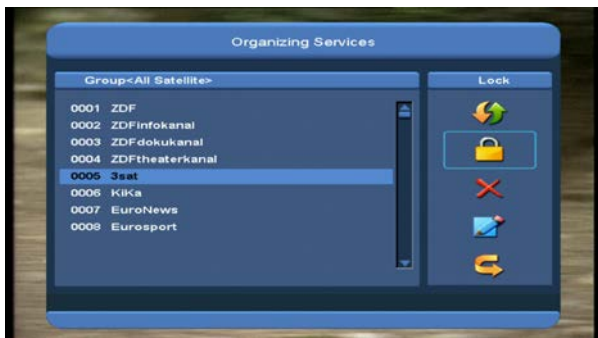 Organizing Services
Group<All Satellite>
Lock
0001 ZDF
0002 ZDFinfokanal
0003 ZDFdokukanal
0004 ZDFtheaterkanal
0005 3sat
0006 KiKa
0007 EuroNews
0008 Eurosport